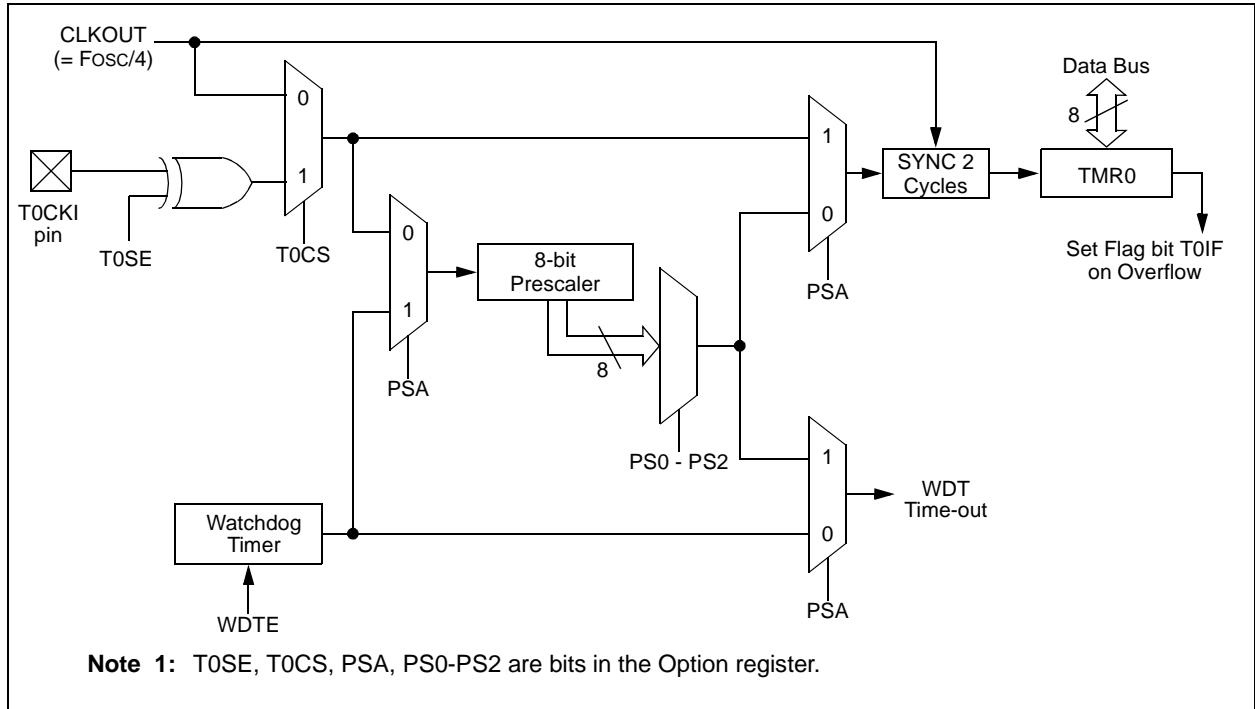 CLKOUT
(= FOSC/4)
0
1
T0CKI
pin
T0SE
T0CS
0
1
PSA
8-bit
Prescaler
8
PS0 - PS2
1
0
PSA
SYNC 2
Cycles
Data Bus
8
TMR0
Set Flag bit T0IF
on Overflow
1
0
PSA
WDT
Time-out
Watchdog
Timer
WDTE
Note 1: T0SE, T0CS, PSA, PS0-PS2 are bits in the Option register.